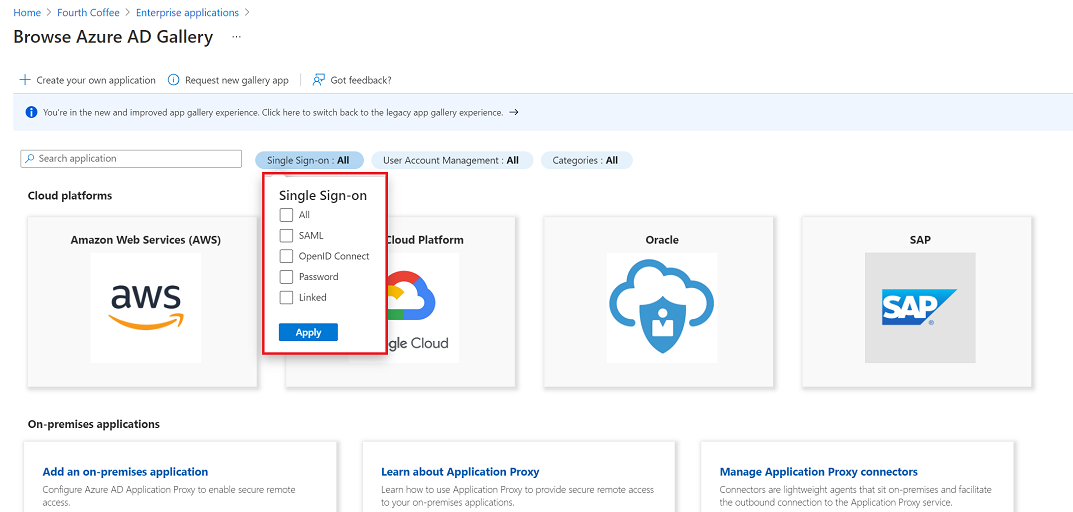 Home > Fourth Coffee > Enterprise applications >
Browse Azure AD Gallery ...
Create your own application Request new gallery app Got feedback?
You're in the new and improved app gallery experience. Click here to switch back to the legacy app gallery experience. →
Search application Single Sign-on : All User Account Management : All Categories : All
Single Sign-on
All
SAML
OpenID Connect
Password
Linked
Apply
Cloud platforms
Amazon Web Services (AWS) Cloud Platform Oracle SAP
aws
gle Cloud
SAP
On-premises applications
Add an on-premises application
Configure Azure AD Application Proxy to enable secure remote
access.
Learn about Application Proxy
Learn how to use Application Proxy to provide secure remote access
to your on-premises applications.
Manage Application Proxy connectors
Connectors are lightweight agents that sit on-premises and facilitate
the outbound connection to the Application Proxy service.